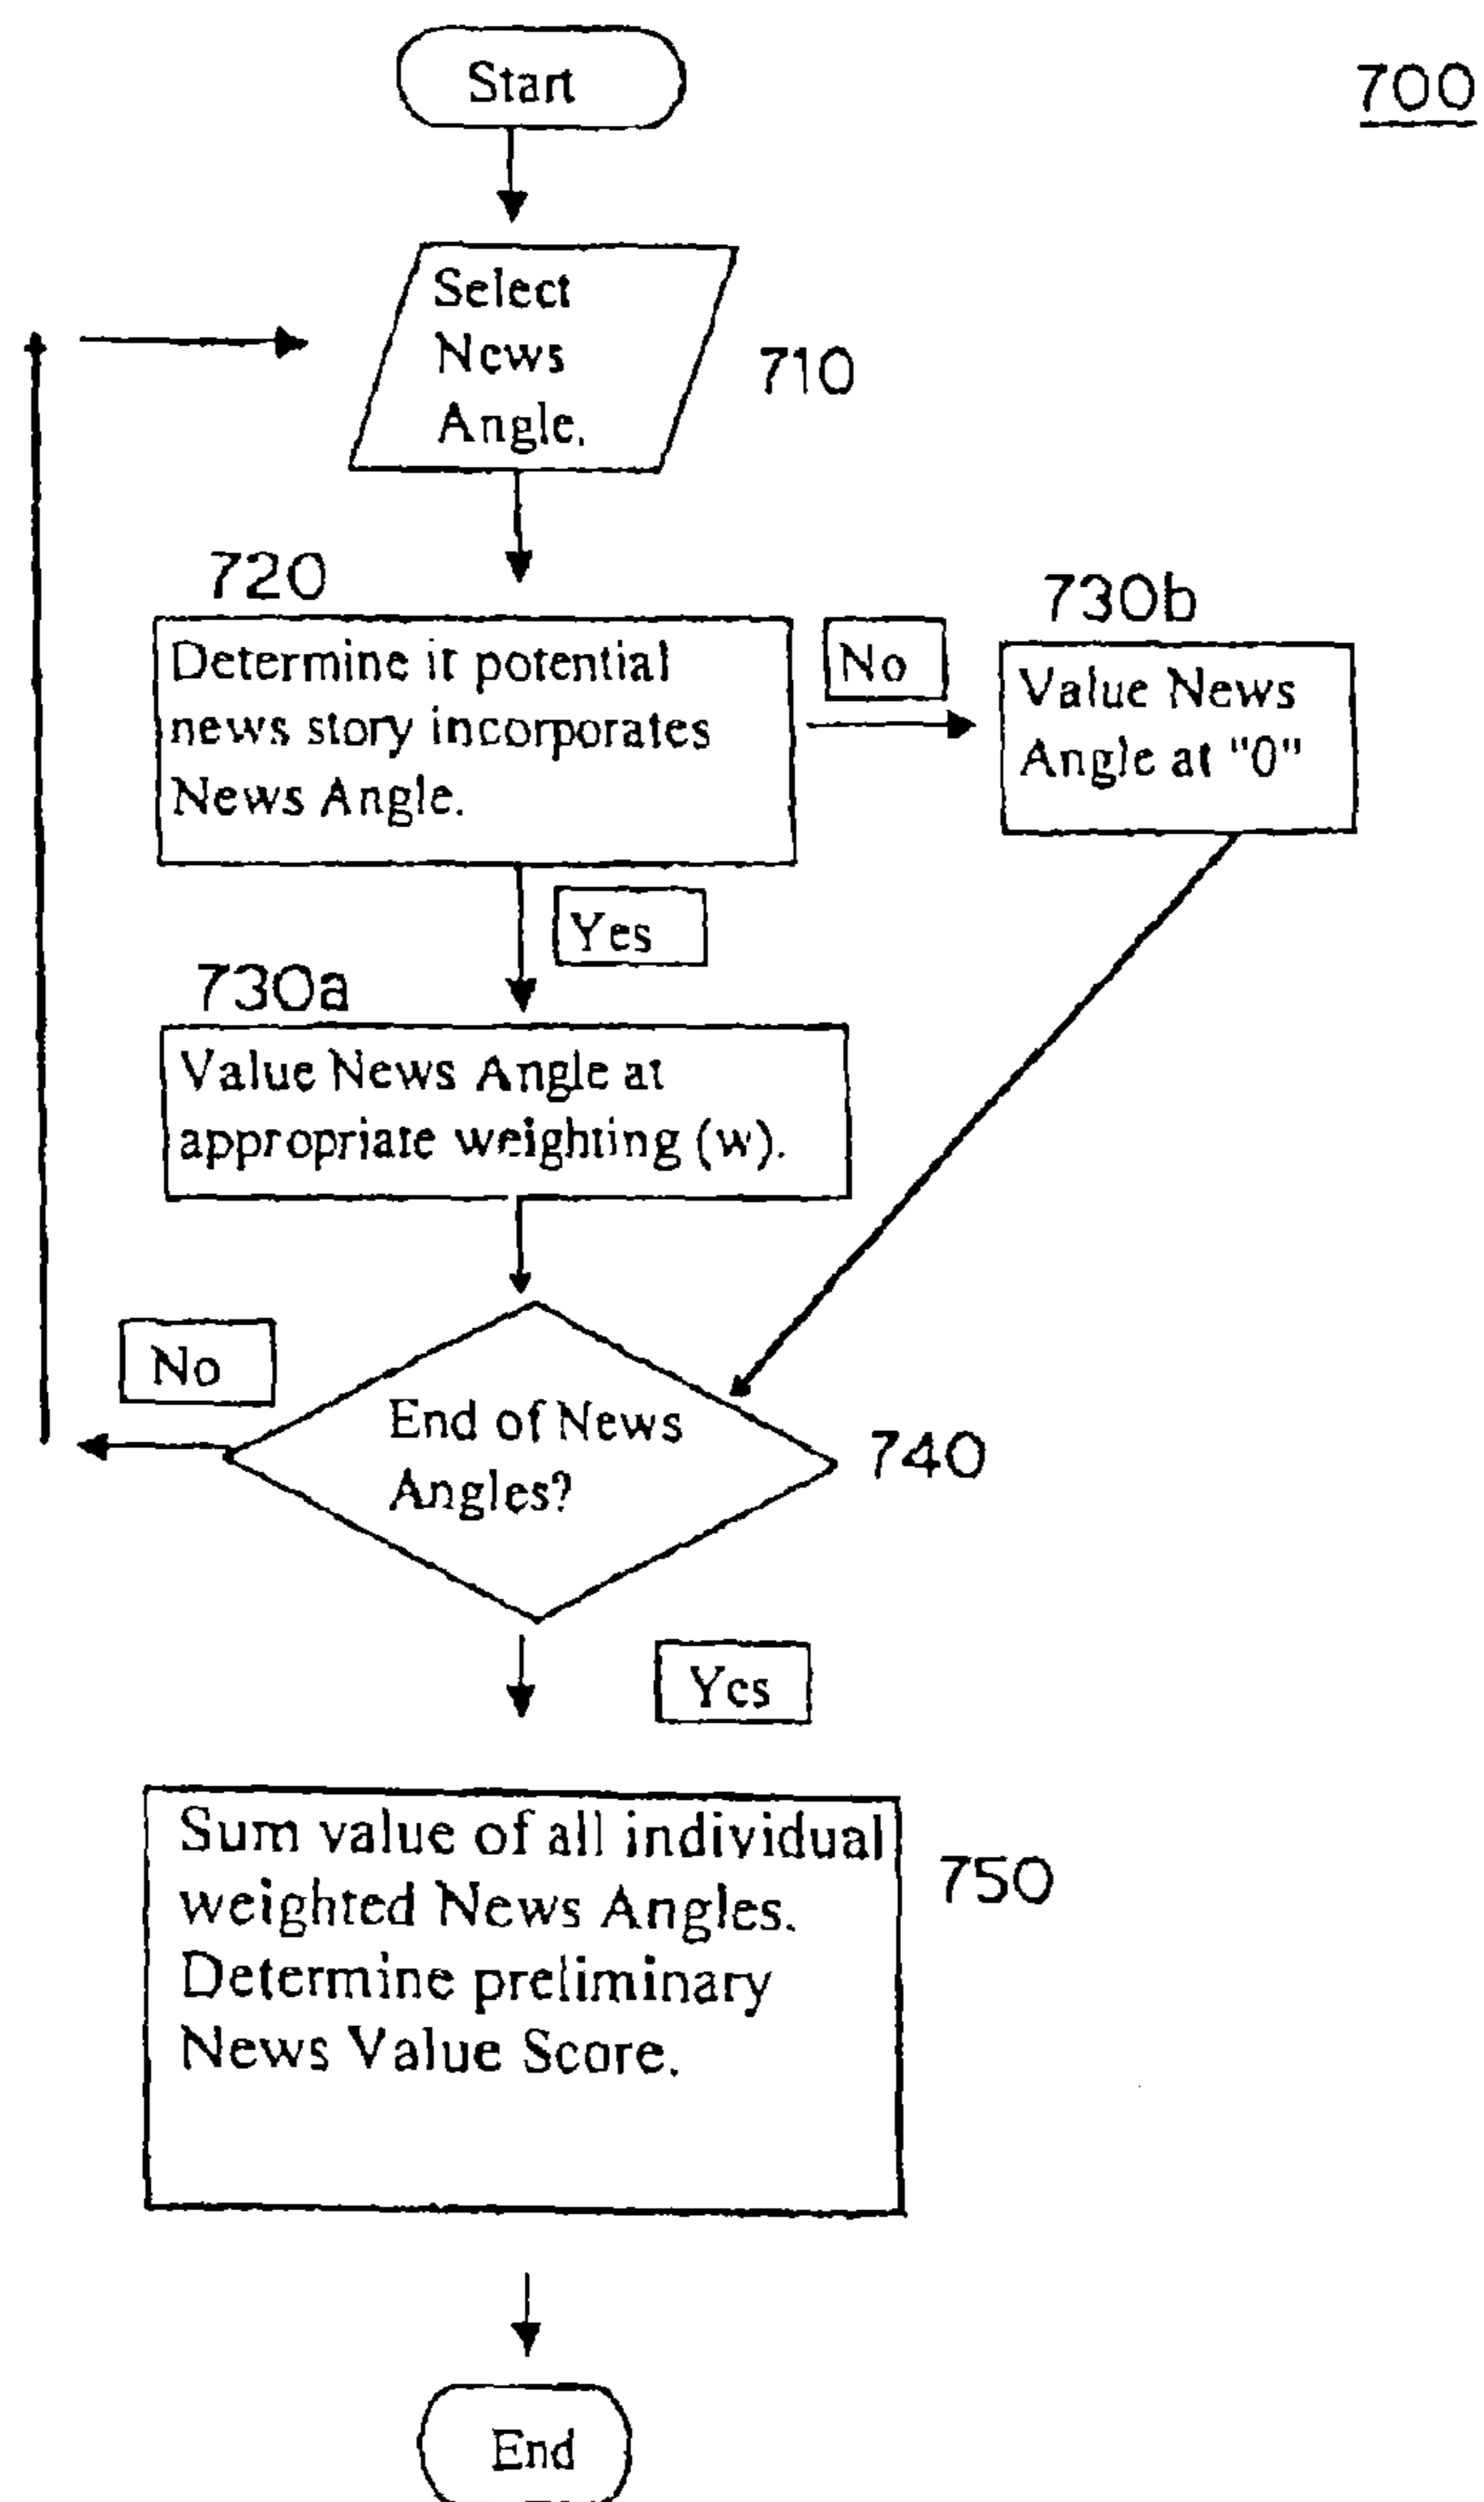 Start
700
Select
News
Angle.
710
720
Determine if potential
news story incorporates
News Angle.
No
730b
Value News
Angle at "0"
Yes
730a
Value News Angle at
appropriate weighting (w).
No
End of News
Angles?
740
Yes
Sum value of all individual
weighted News Angles.
Determine preliminary
News Value Score.
750
End